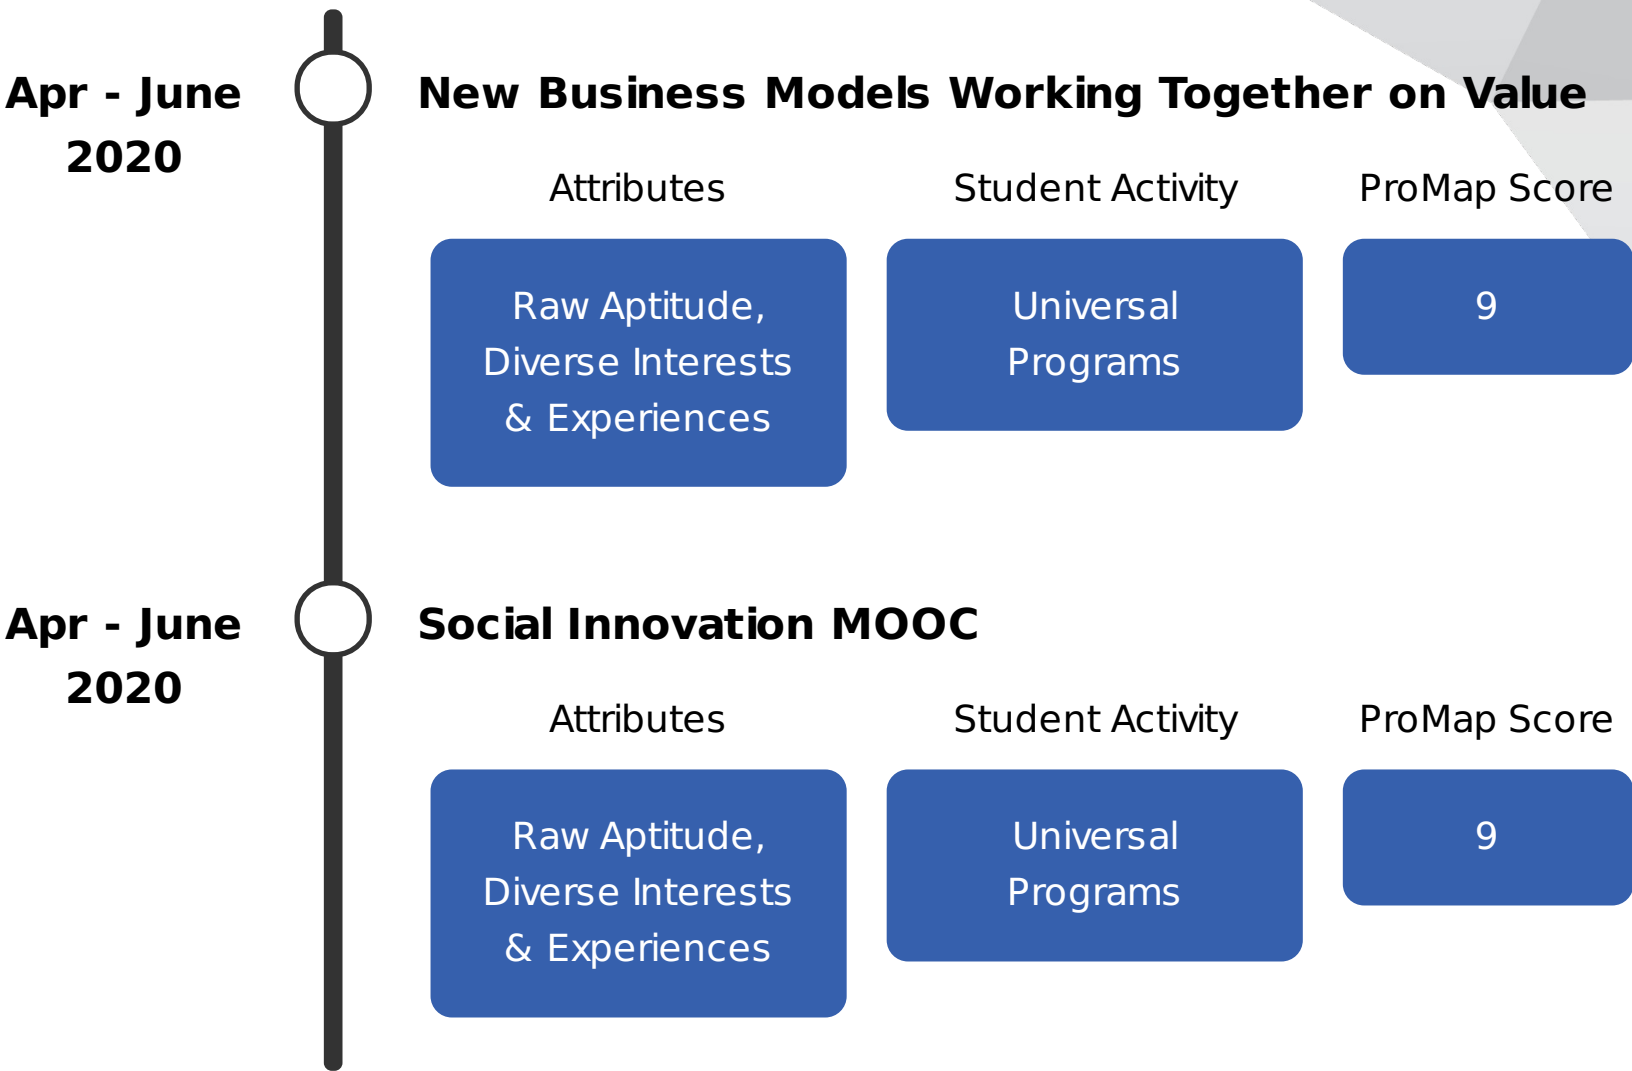 Apr - June
2020
New Business Models Working Together on Value
Attributes
Student Activity
ProMap Score
Raw Aptitude,
Diverse Interests
& Experiences
Universal
Programs
9
Apr - June
2020
Social Innovation MOOC
Attributes
Student Activity
ProMap Score
Raw Aptitude,
Diverse Interests
& Experiences
Universal
Programs
9